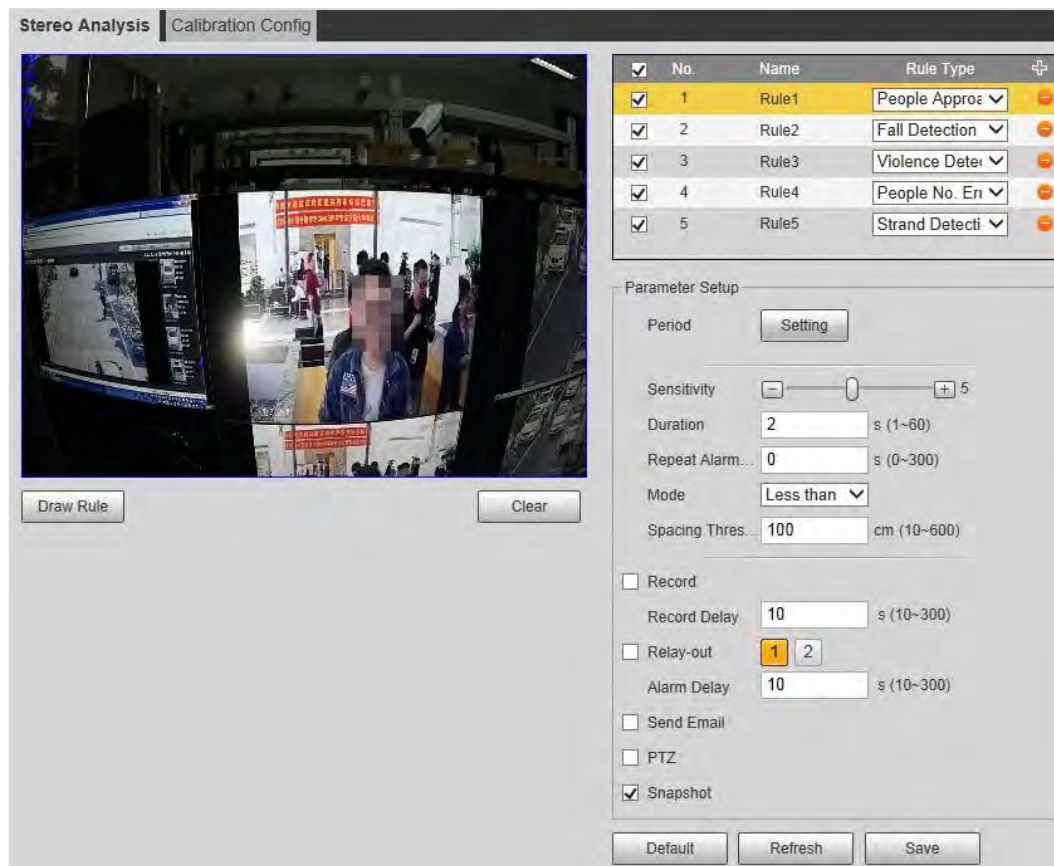 Stereo Analysis Calibration Config
No. Name Rule Type
1 Rule1 People Approa
2 Rule2 Fall Detection
3 Rule3 Violence Dete
4 Rule4 People No. Err
5 Rule5 Strand Detecti
Parameter Setup
Period Setting
Sensitivity 5
Duration 2 s (1~60)
Repeat Alarm... 0 s (0~300)
Mode Less than
Spacing Thres... 100 cm (10~600)
Record
Record Delay 10 s (10~300)
Relay-out 1 2
Alarm Delay 10 s (10~300)
Send Email
PTZ
Snapshot
Draw Rule Clear
Default Refresh Save